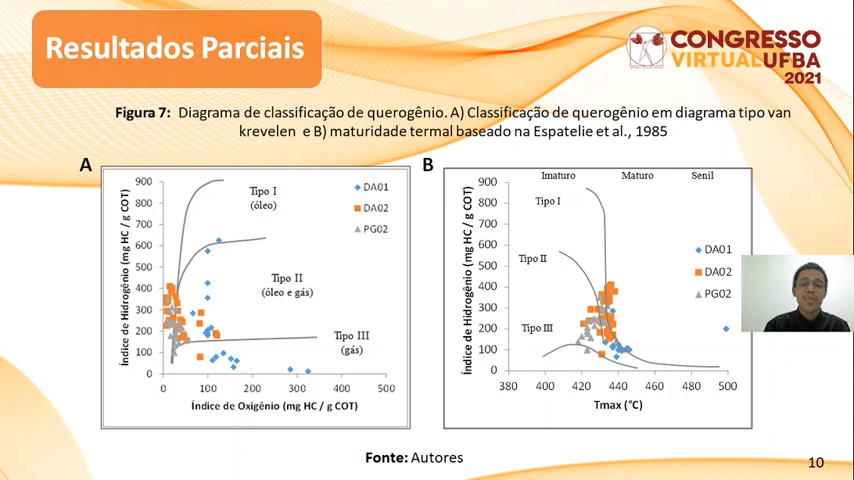 Resultados Parciais
CONGRESSO
VIRTUALUFBA
2021
Figura 7: Diagrama de classificação de querogênio. A) Classificação de querogênio em diagrama tipo van
krevelen e B) maturidade termal baseado na Espatelie et al., 1985
A
Índice de Hidrogênio (mg HC / g COT)
900
800
700
600
500
400
300
200
100
0
0 100 200 300 400 500
Índice de Oxigênio (mg HC / g COT)
Tipo I
(óleo)
Tipo II
(óleo e gás)
Tipo III
(gás)
DA01
DA02
PG02
B
Imaturo Maturo Senil
Índice de Hidrogênio (mg HC / g COT)
900
800
700
600
500
400
300
200
100
0
380 400 420 440 460 480 500
Tmax (°C)
Tipo I
Tipo II
Tipo III
DA01
DA02
PG02
Fonte: Autores
10